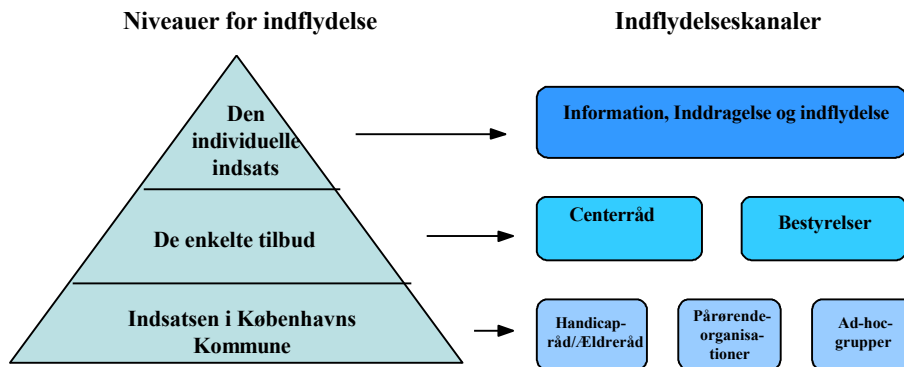 Niveauer for indflydelse
Indflydelseskanaler
Den
individuelle
indsats
Information, Inddragelse og indflydelse
De enkelte tilbud
Centerråd
Bestyrelser
Indsatsen i Københavns
Kommune
Handicap-
råd/Ældreråd
Pårørende-
organisa-
tioner
Ad-hoc-
grupper